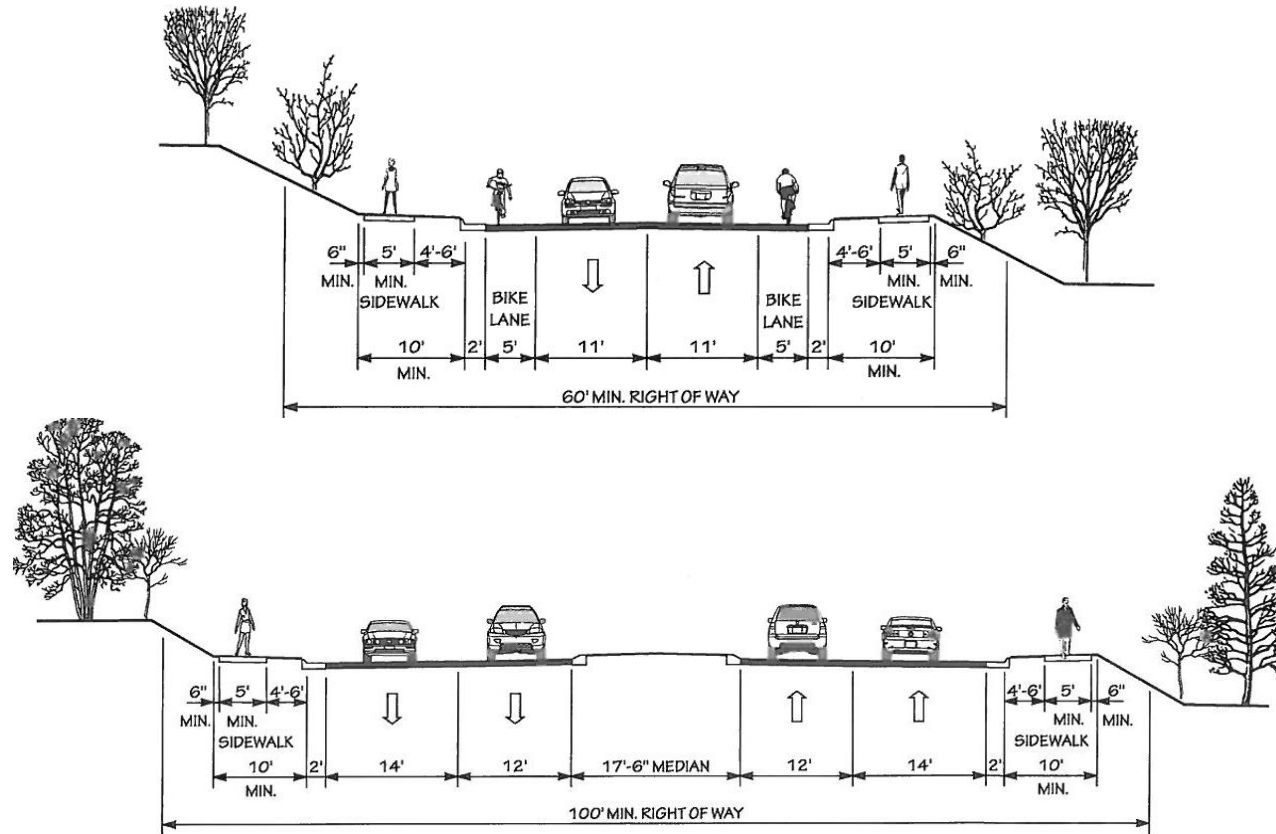 6" 5' 4'-6' 4'-6' 5' 6"
MIN. MIN. MIN. MIN.
SIDEWALK BIKE BIKE SIDEWALK
LANE LANE
10' 2' 5' 11' 11' 5' 2' 10'
MIN. MIN.
60' MIN. RIGHT OF WAY
6" 5' 4'-6' 4'-6' 5' 6"
MIN. MIN. MIN. MIN.
SIDEWALK SIDEWALK
10' 2' 14' 12' 17'-6" MEDIAN 12' 14' 2' 10'
MIN. MIN.
100' MIN. RIGHT OF WAY